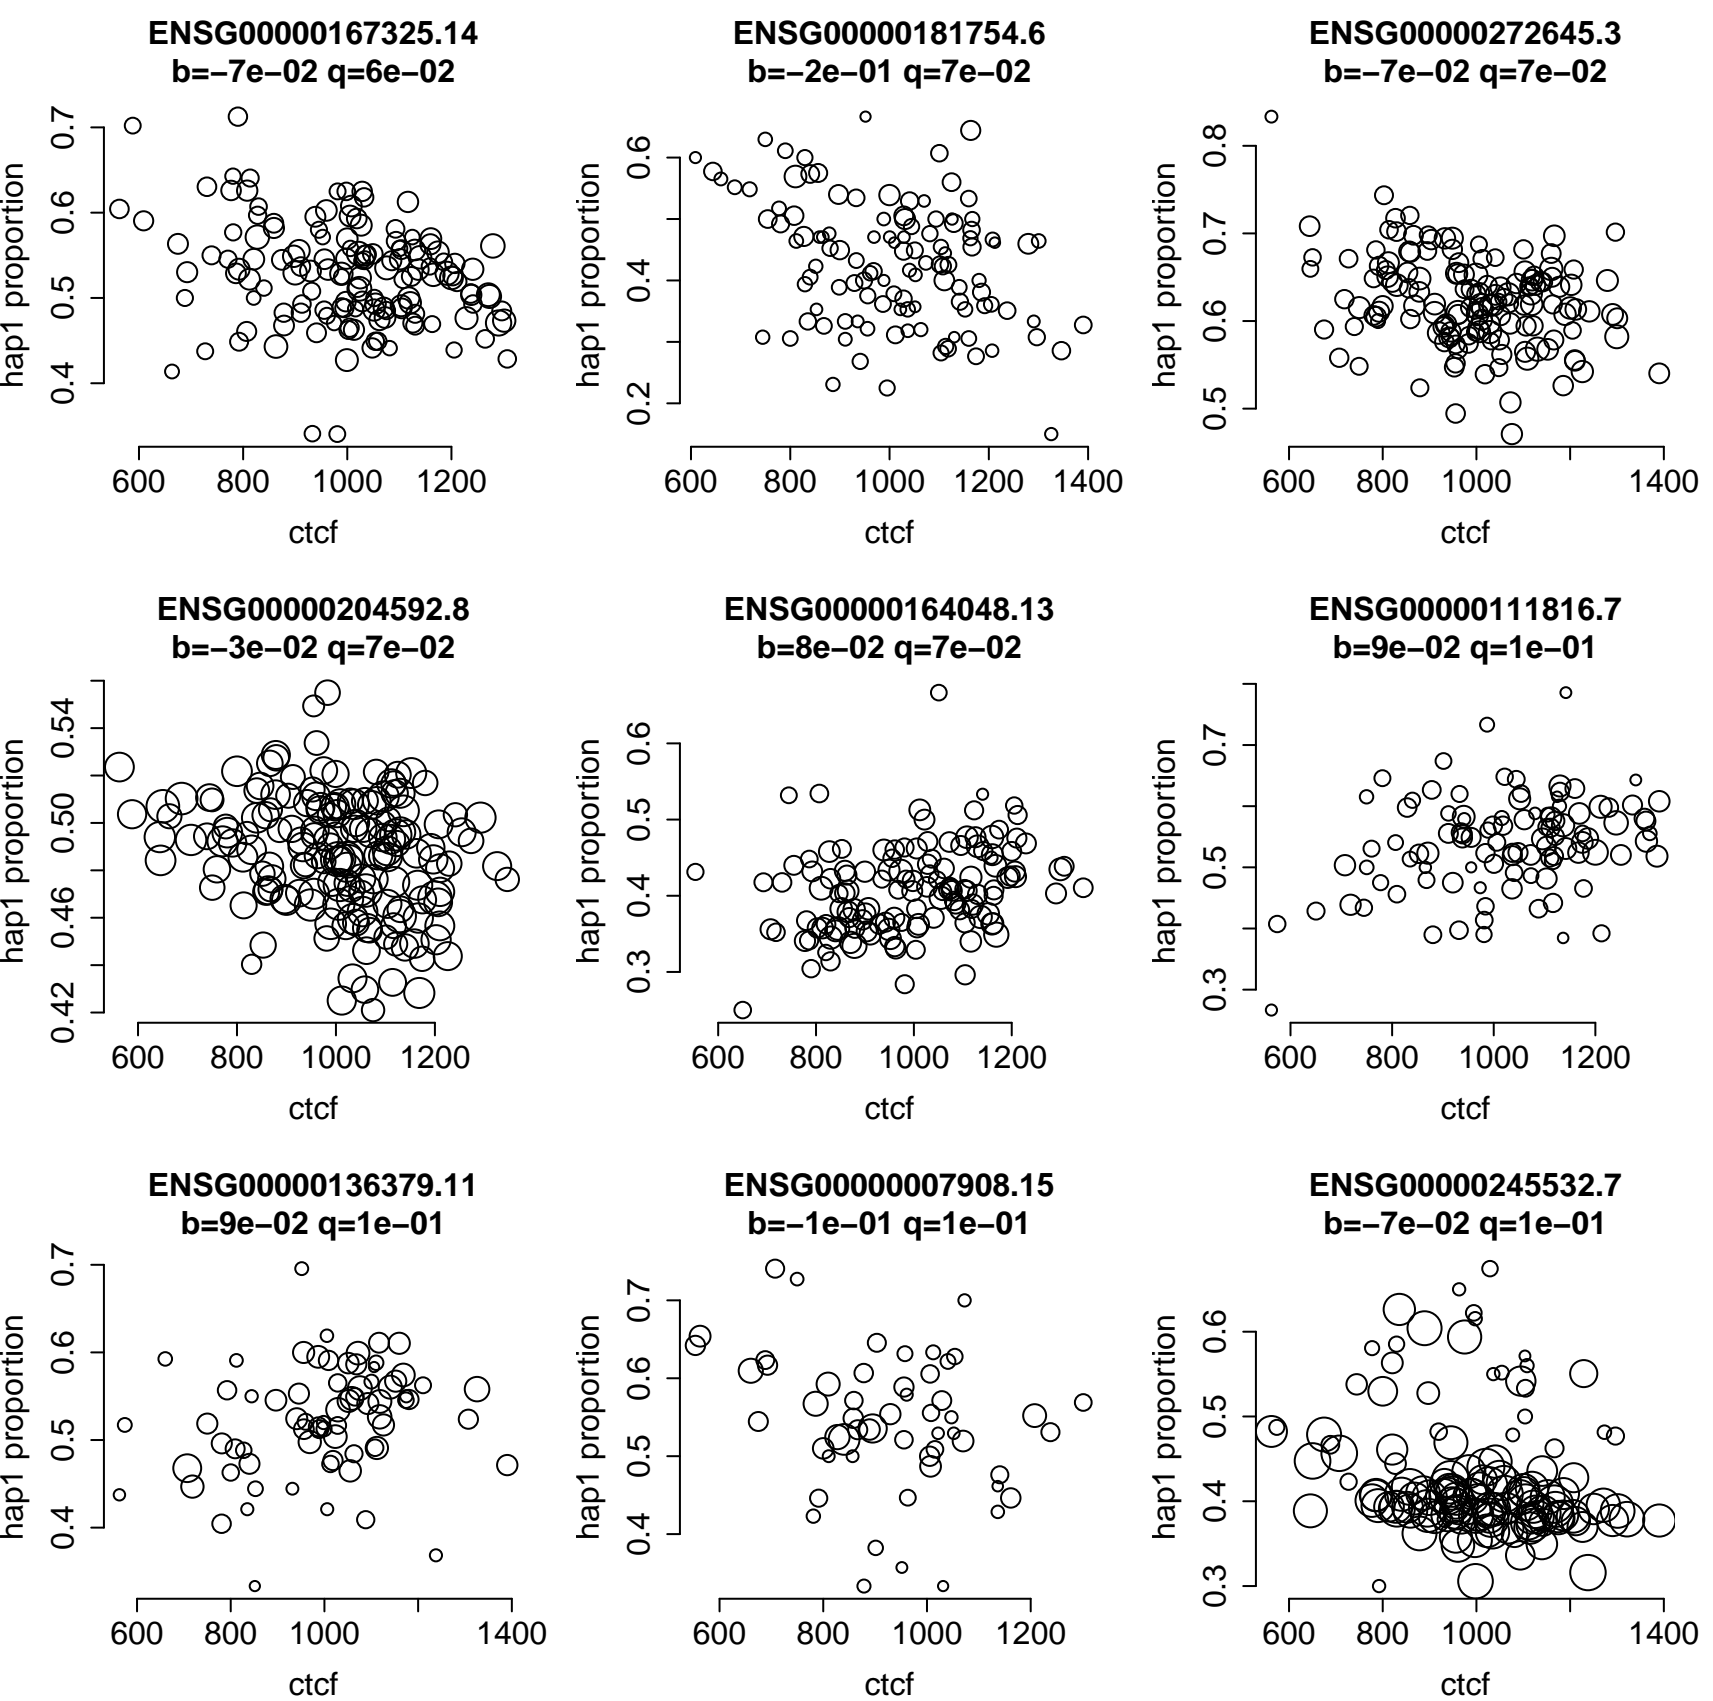 ENSG00000167325.14
b=−7e−02 q=6e−02
hap1 proportion
0.7
0.6
0.5
0.4
600 800 1000 1200
ctcf
ENSG00000181754.6
b=−2e−01 q=7e−02
hap1 proportion
0.6
0.4
0.2
600 800 1000 1200 1400
ctcf
ENSG00000272645.3
b=−7e−02 q=7e−02
hap1 proportion
0.8
0.7
0.6
0.5
600 800 1000 1400
ctcf
ENSG00000204592.8
b=−3e−02 q=7e−02
hap1 proportion
0.54
0.50
0.46
0.42
600 800 1000 1200
ctcf
ENSG00000164048.13
b=8e−02 q=7e−02
hap1 proportion
0.6
0.5
0.4
0.3
600 800 1000 1200
ctcf
ENSG00000111816.7
b=9e−02 q=1e−01
hap1 proportion
0.7
0.5
0.3
600 800 1000 1200
ctcf
ENSG00000136379.11
b=9e−02 q=1e−01
hap1 proportion
0.7
0.6
0.5
0.4
600 800 1000 1400
ctcf
ENSG00000007908.15
b=−1e−01 q=1e−01
hap1 proportion
0.7
0.6
0.5
0.4
600 800 1000 1200
ctcf
ENSG00000245532.7
b=−7e−02 q=1e−01
hap1 proportion
0.6
0.5
0.4
0.3
600 800 1000 1400
ctcf